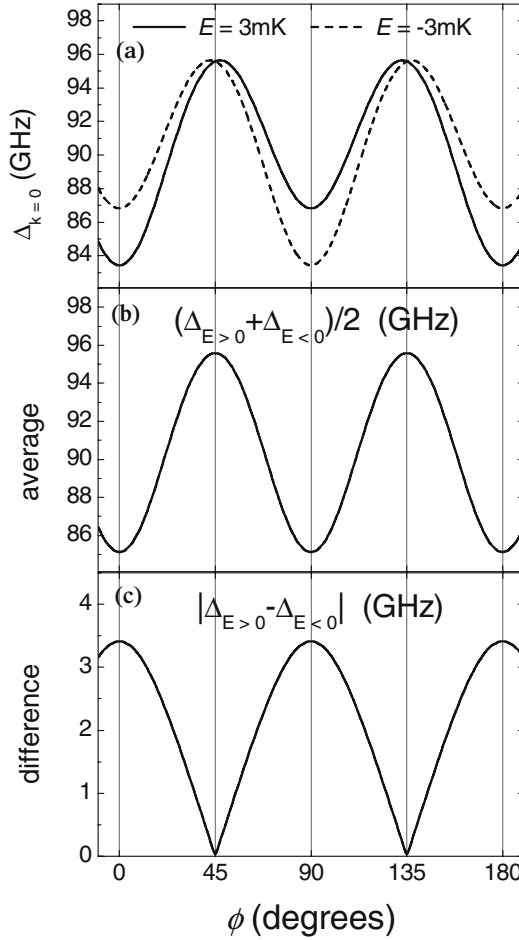 E = 3mK E = -3mK
(a)
98
96
94
92
90
88
86
84
Δk = 0 (GHz)
(b)
(ΔE > 0+ΔE < 0)/2 (GHz)
96
94
92
90
88
86
average
(c)
|ΔE > 0-ΔE < 0| (GHz)
4
3
2
1
0
difference
0 45 90 135 180
ϕ (degrees)